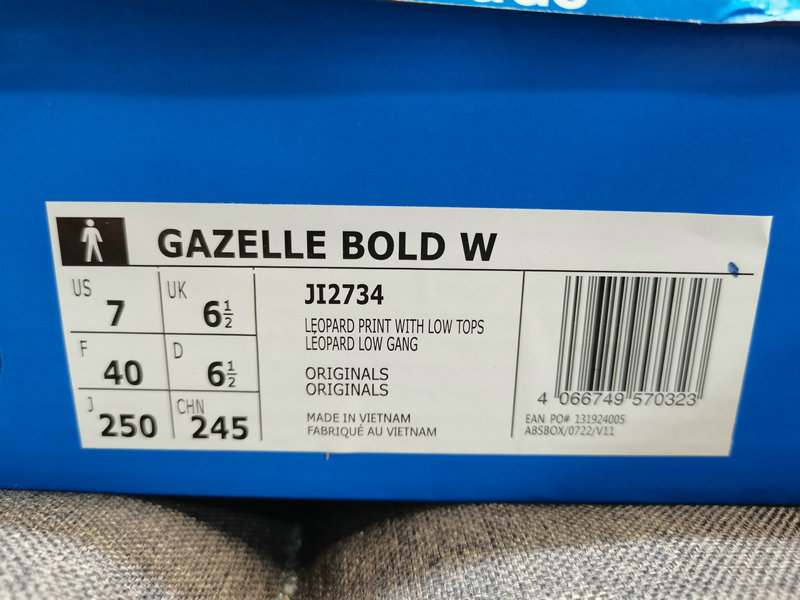 GAZELLE BOLD W
US 7 UK 6½
F 40 D 6½
J 250 CHN 245
JI2734
LEOPARD PRINT WITH LOW TOPS
LEOPARD LOW GANG
ORIGINALS
ORIGINALS
MADE IN VIETNAM
FABRIQUÉ AU VIETNAM
4 066749 570323
EAN PO# 131924005
ABSBOX/0722/V11